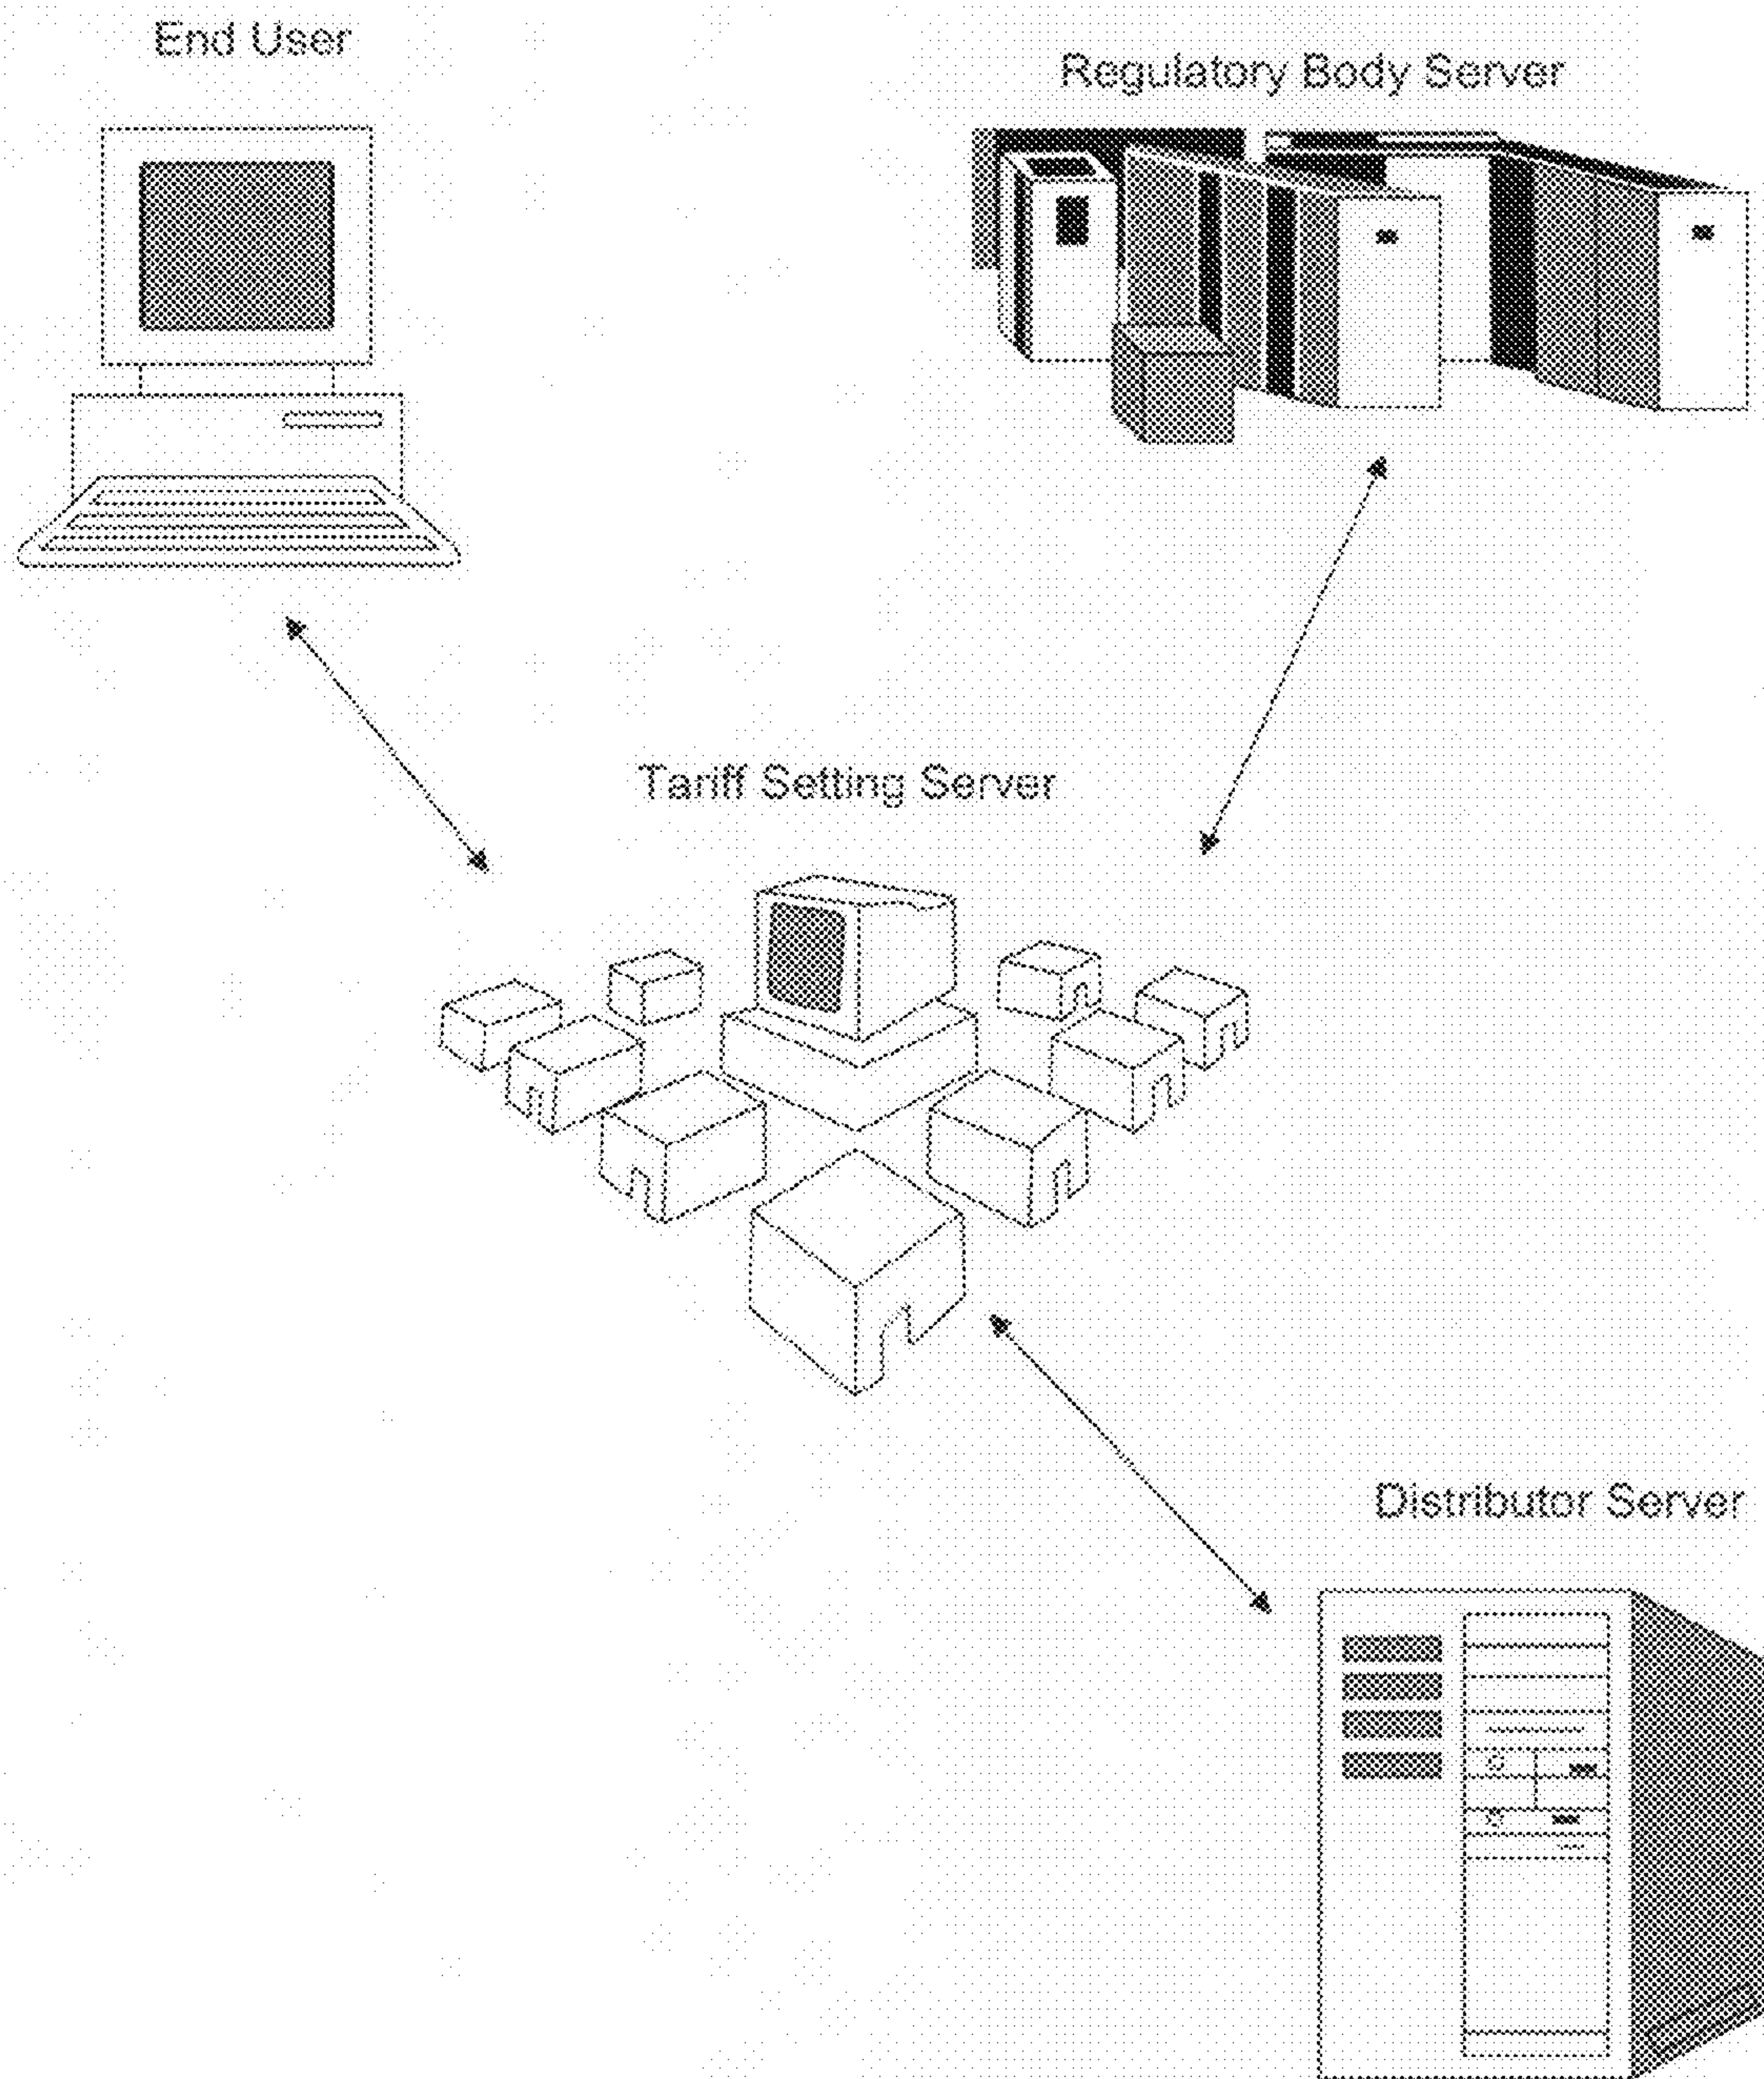 End User
Regulatory Body Server
Tariff Setting Server
Distributor Server